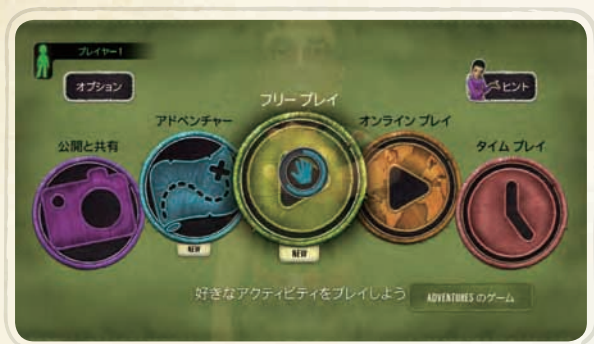 プレイヤー1
オプション
ヒント
フリー プレイ
アドベンチャー
オンライン プレイ
公開と共有
タイム プレイ
NEW
NEW
好きなアクティビティをプレイしよう
ADVENTURES のゲーム